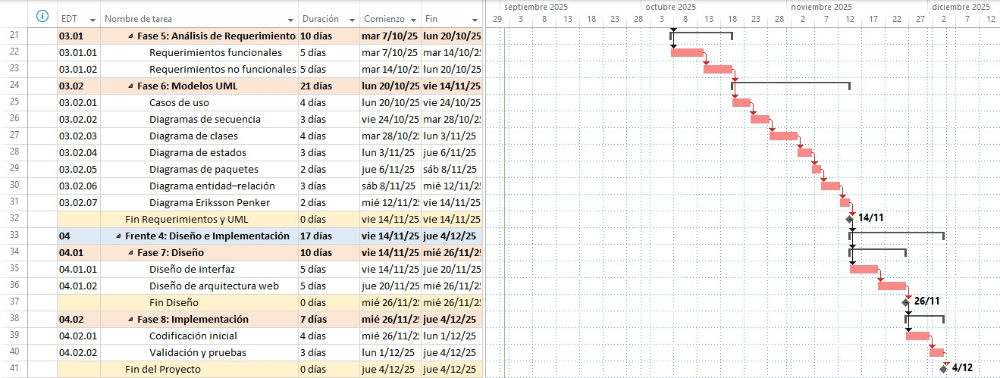 septiembre 2025 octubre 2025 noviembre 2025 diciembre 2025
EDT Nombre de tarea Duración Comienzo Fin 29 3 8 13 18 23 28 3 8 13 18 23 28 2 7 12 17 22 27 2 7 12
21 03.01 Fase 5: Análisis de Requerimiento 10 días mar 7/10/25 lun 20/10/25
22 03.01.01 Requerimientos funcionales 5 días mar 7/10/25 mar 14/10/25
23 03.01.02 Requerimientos no funcionales 5 días mar 14/10/25 lun 20/10/25
24 03.02 Fase 6: Modelos UML 21 días lun 20/10/25 vie 14/11/25
25 03.02.01 Casos de uso 4 días lun 20/10/25 vie 24/10/25
26 03.02.02 Diagramas de secuencia 3 días vie 24/10/25 mar 28/10/25
27 03.02.03 Diagrama de clases 4 días mar 28/10/25 lun 3/11/25
28 03.02.04 Diagrama de estados 3 días lun 3/11/25 jue 6/11/25
29 03.02.05 Diagramas de paquetes 2 días jue 6/11/25 sáb 8/11/25
30 03.02.06 Diagrama entidad–relación 3 días sáb 8/11/25 mié 12/11/25
31 03.02.07 Diagrama Eriksson Penker 2 días mié 12/11/25 vie 14/11/25
32 Fin Requerimientos y UML 0 días vie 14/11/25 vie 14/11/25 14/11
33 04 Frente 4: Diseño e Implementación 17 días vie 14/11/25 jue 4/12/25
34 04.01 Fase 7: Diseño 10 días vie 14/11/25 mié 26/11/25
35 04.01.01 Diseño de interfaz 5 días vie 14/11/25 jue 20/11/25
36 04.01.02 Diseño de arquitectura web 5 días jue 20/11/25 mié 26/11/25
37 Fin Diseño 0 días mié 26/11/25 mié 26/11/25 26/11
38 04.02 Fase 8: Implementación 7 días mié 26/11/25 jue 4/12/25
39 04.02.01 Codificación inicial 4 días mié 26/11/25 lun 1/12/25
40 04.02.02 Validación y pruebas 3 días lun 1/12/25 jue 4/12/25
41 Fin del Proyecto 0 días jue 4/12/25 jue 4/12/25 4/12